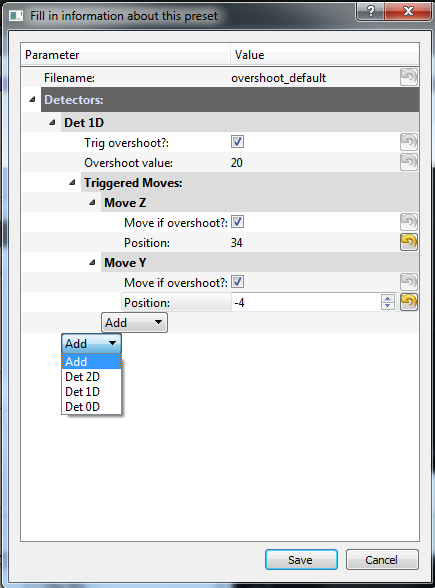 Fill in information about this preset
Parameter Value
Filename: overshoot_default
Detectors:
Det 1D
Trig overshoot?:
Overshoot value: 20
Triggered Moves:
Move Z
Move if overshoot?:
Position: 34
Move Y
Move if overshoot?:
Position: -4
Add
Add
Add
Det 2D
Det 1D
Det 0D
Save Cancel